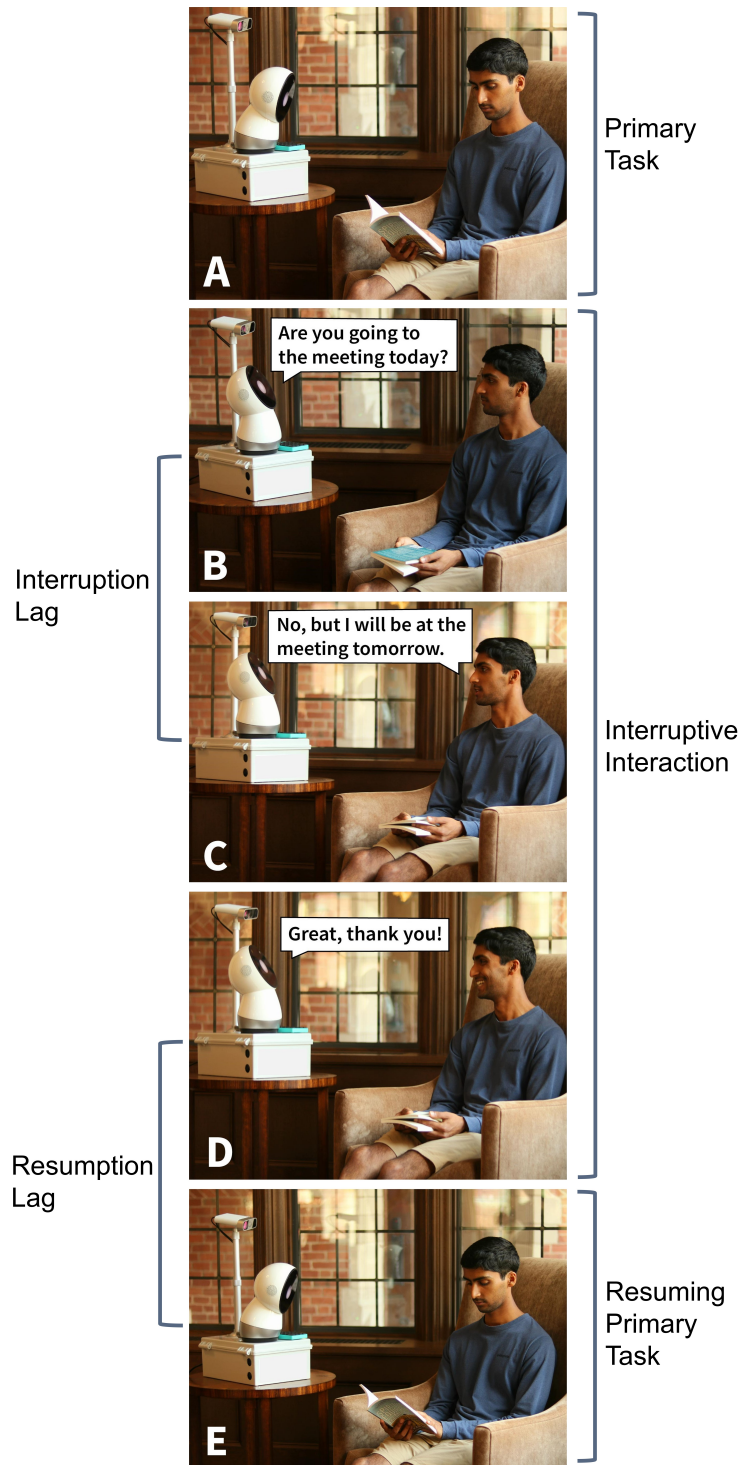 A
Primary
Task
Are you going to
the meeting today?
B
Interruption
Lag
No, but I will be at the
meeting tomorrow.
C
Interruptive
Interaction
Great, thank you!
D
Resumption
Lag
E
Resuming
Primary
Task